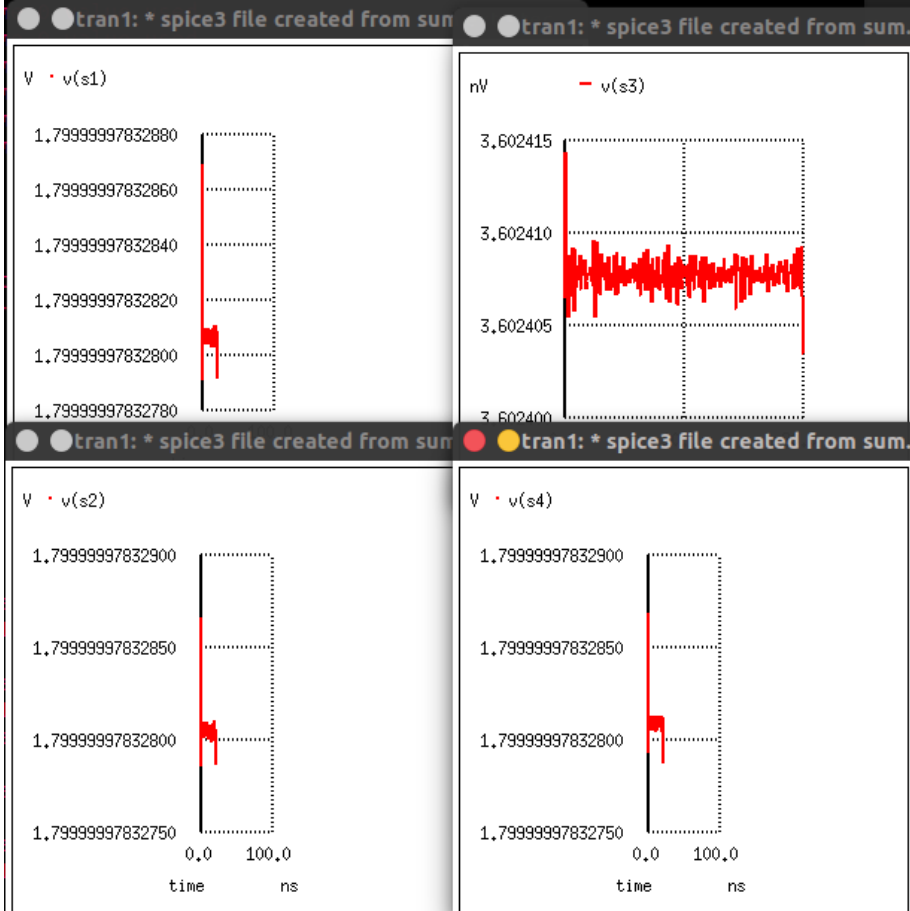 tran1: * spice3 file created from sum
V v(s1)
1.79999997832880
1.79999997832860
1.79999997832840
1.79999997832820
1.79999997832800
1.79999997832780
tran1: * spice3 file created from sum.
nV v(s3)
3.602415
3.602410
3.602405
3.602400
tran1: * spice3 file created from sum
V v(s2)
1.79999997832900
1.79999997832850
1.79999997832800
1.79999997832750
0.0 100.0
time ns
tran1: * spice3 file created from sum.
V v(s4)
1.79999997832900
1.79999997832850
1.79999997832800
1.79999997832750
0.0 100.0
time ns